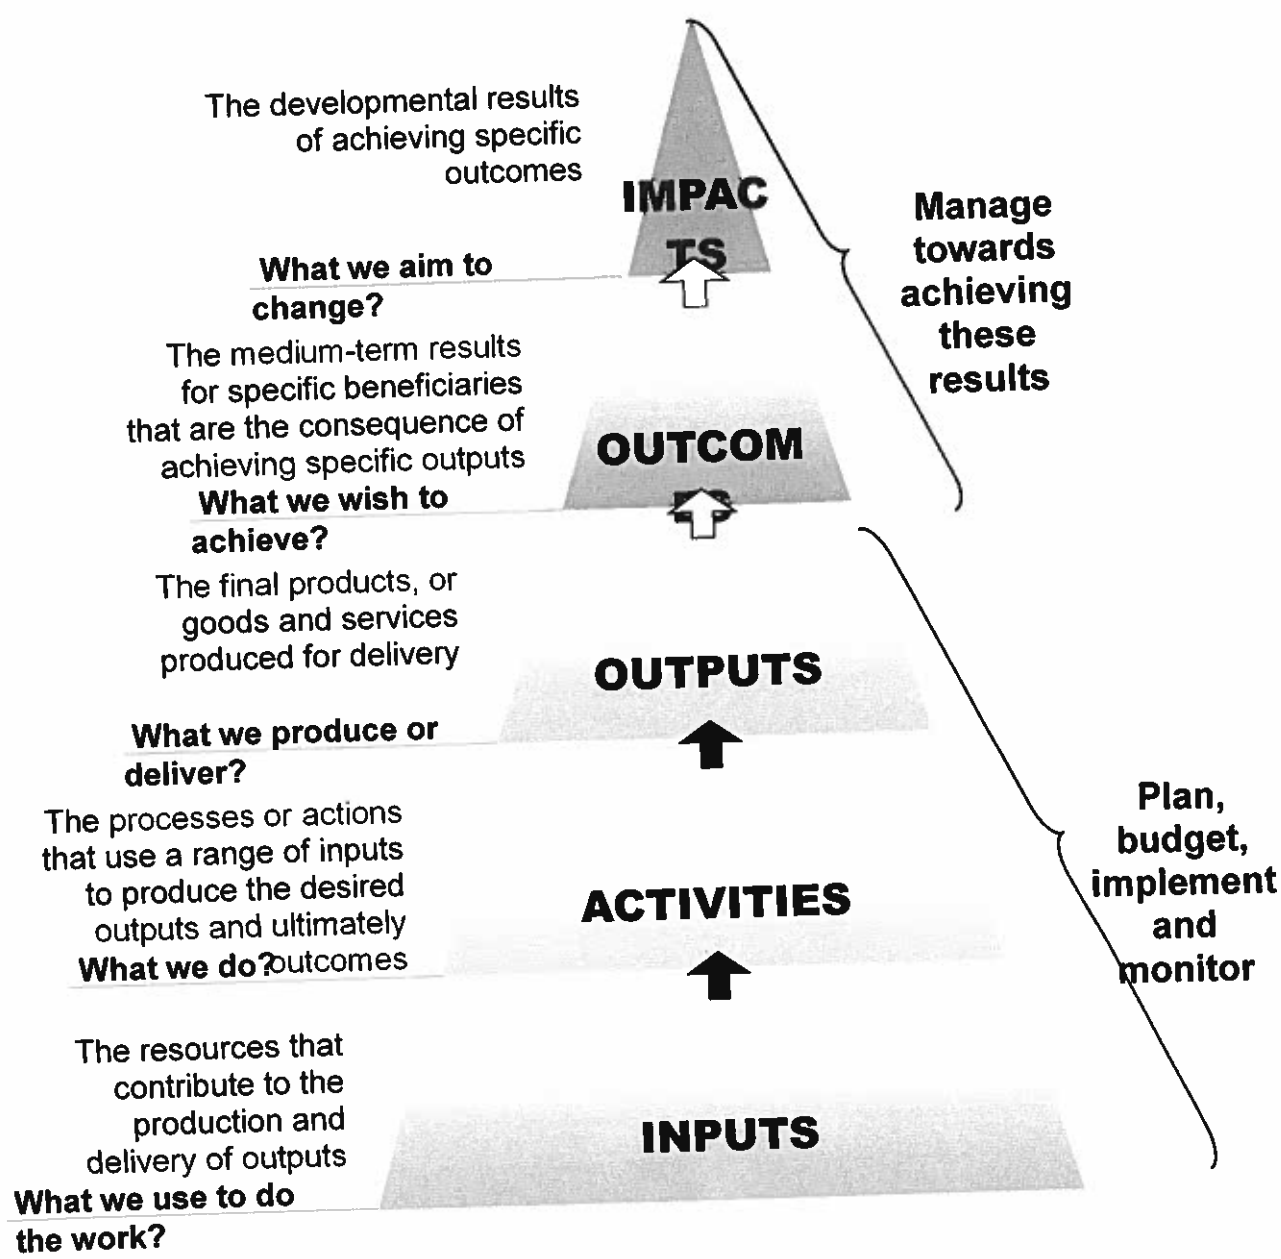 The developmental results
of achieving specific
outcomes
IMPAC
TS
What we aim to
change?
Manage
towards
achieving
these
results
The medium-term results
for specific beneficiaries
that are the consequence of
achieving specific outputs
OUTCOM
What we wish to
achieve?
The final products, or
goods and services
produced for delivery
OUTPUTS
What we produce or
deliver?
The processes or actions
that use a range of inputs
to produce the desired
outputs and ultimately
outcomes
What we do?
ACTIVITIES
Plan,
budget,
implement
and
monitor
The resources that
contribute to the
production and
delivery of outputs
INPUTS
What we use to do
the work?